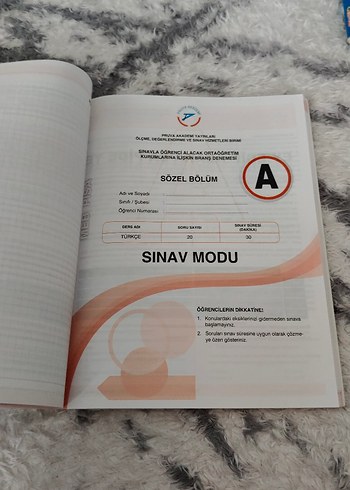 PRUVA AKADEMİ YAYINLARI
ÖLÇME, DEĞERLENDİRME VE SINAV HİZMETLERİ BİRİMİ
SINAVLA ÖĞRENCİ ALACAK ORTAÖĞRETİM
KURUMLARINA İLİŞKİN BRANŞ DENEMESİ
SÖZEL BÖLÜM
A
Adı ve Soyadı
Sınıfı / Şubesi
Öğrenci Numarası
DERS ADI SORU SAYISI SINAV SÜRESİ
(DAKİKA)
TÜRKÇE 20 30
SINAV MODU
ÖĞRENCİLERİN DİKKATİNE!
1. Konulardaki eksiklerinizi gidermeden sınava
başlamayınız.
2. Soruları sınav süresine uygun olarak çözme-
ye özen gösteriniz.